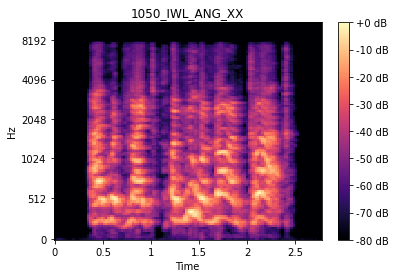 1050_IWL_ANG_XX
+0 dB
8192
-10 dB
4096
-20 dB
-30 dB
2048
Hz
-40 dB
1024
-50 dB
-60 dB
512
-70 dB
0
-80 dB
0 0.5 1 1.5 2 2.5
Time